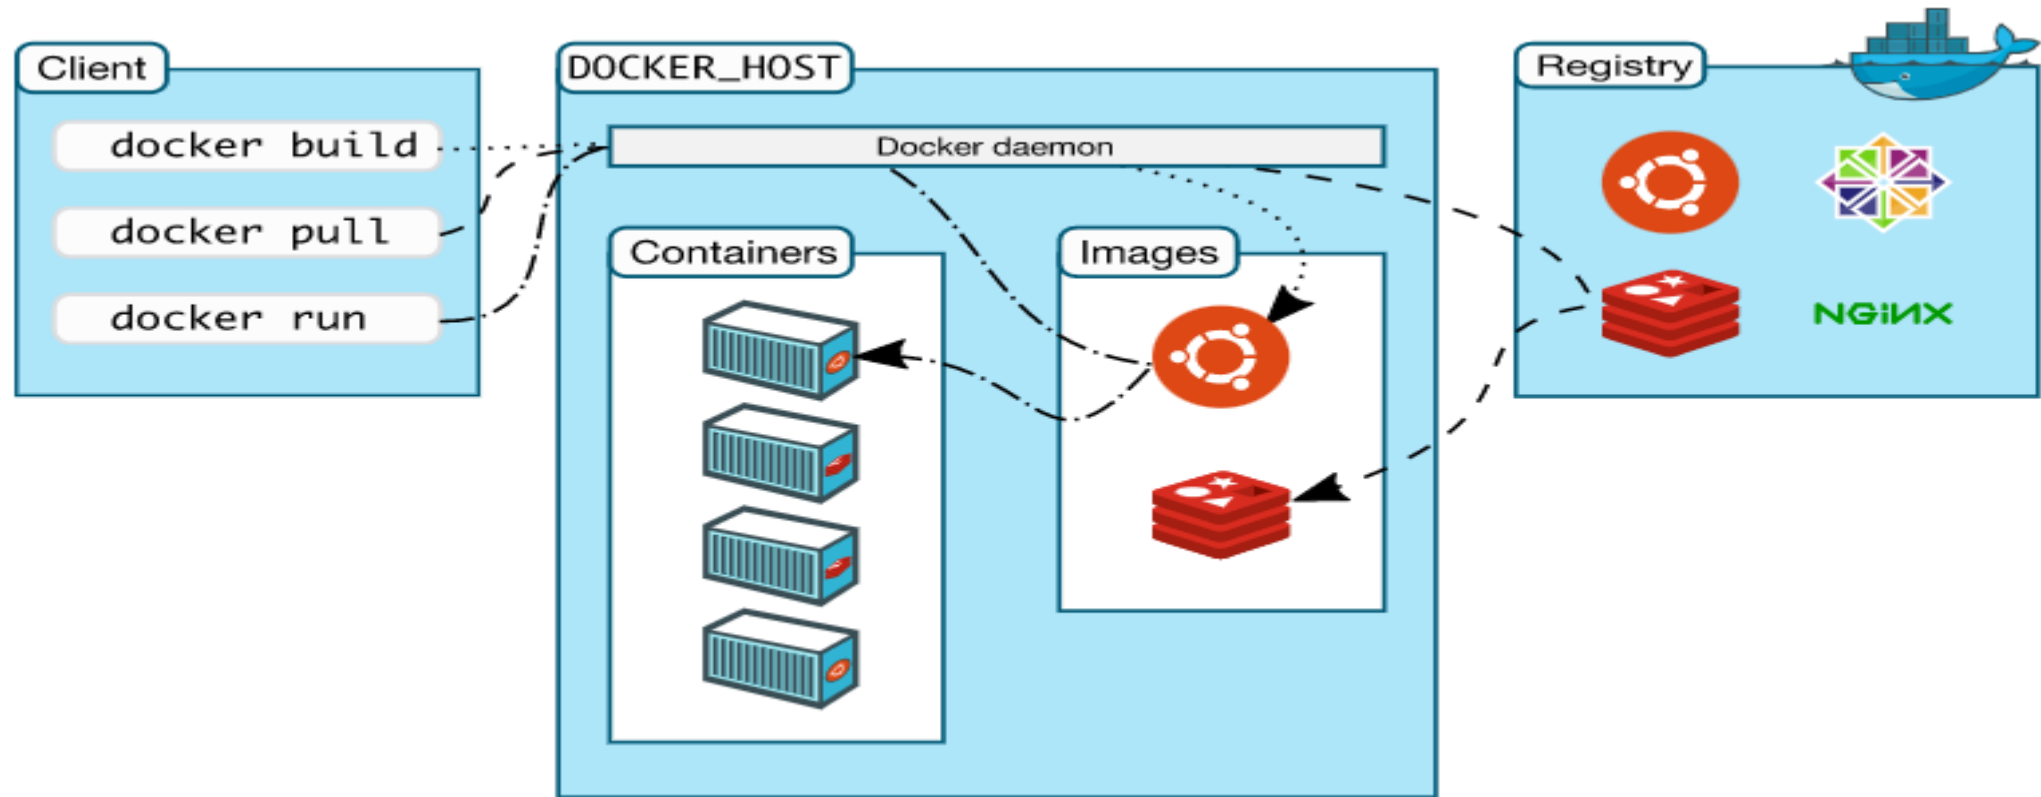 Client
docker build
docker pull
docker run
DOCKER_HOST
Docker daemon
Containers
Images
Registry
NGiNX